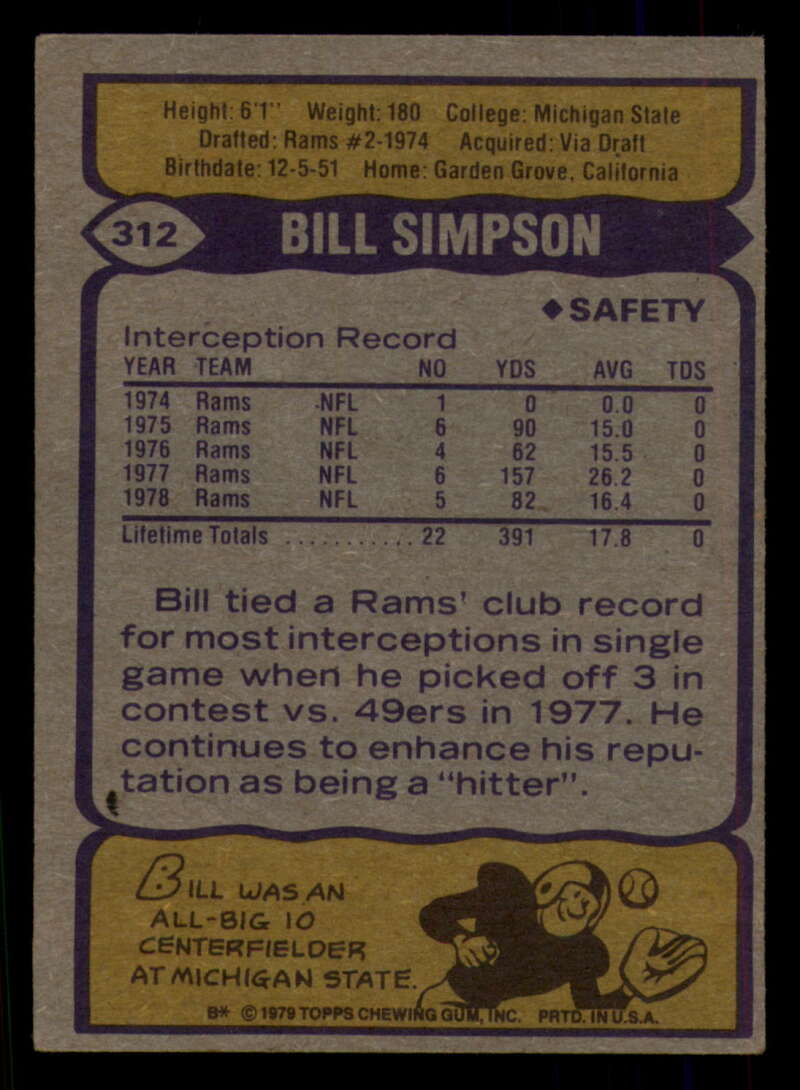 Height: 6'1" Weight: 180 College: Michigan State
Drafted: Rams #2-1974 Acquired: Via Draft
Birthdate: 12-5-51 Home: Garden Grove, California
312 BILL SIMPSON
◆SAFETY
Interception Record
YEAR TEAM NO YDS AVG TDS
1974 Rams NFL 1 0 0.0 0
1975 Rams NFL 6 90 15.0 0
1976 Rams NFL 4 62 15.5 0
1977 Rams NFL 6 157 26.2 0
1978 Rams NFL 5 82 16.4 0
Lifetime Totals ........... 22 391 17.8 0
Bill tied a Rams' club record
for most interceptions in single
game when he picked off 3 in
contest vs. 49ers in 1977. He
continues to enhance his repu-
tation as being a "hitter".
BILL WAS AN
ALL-BIG 10
CENTERFIELDER
AT MICHIGAN STATE.
B* © 1979 TOPPS CHEWING GUM, INC. PRTD. IN U.S.A.